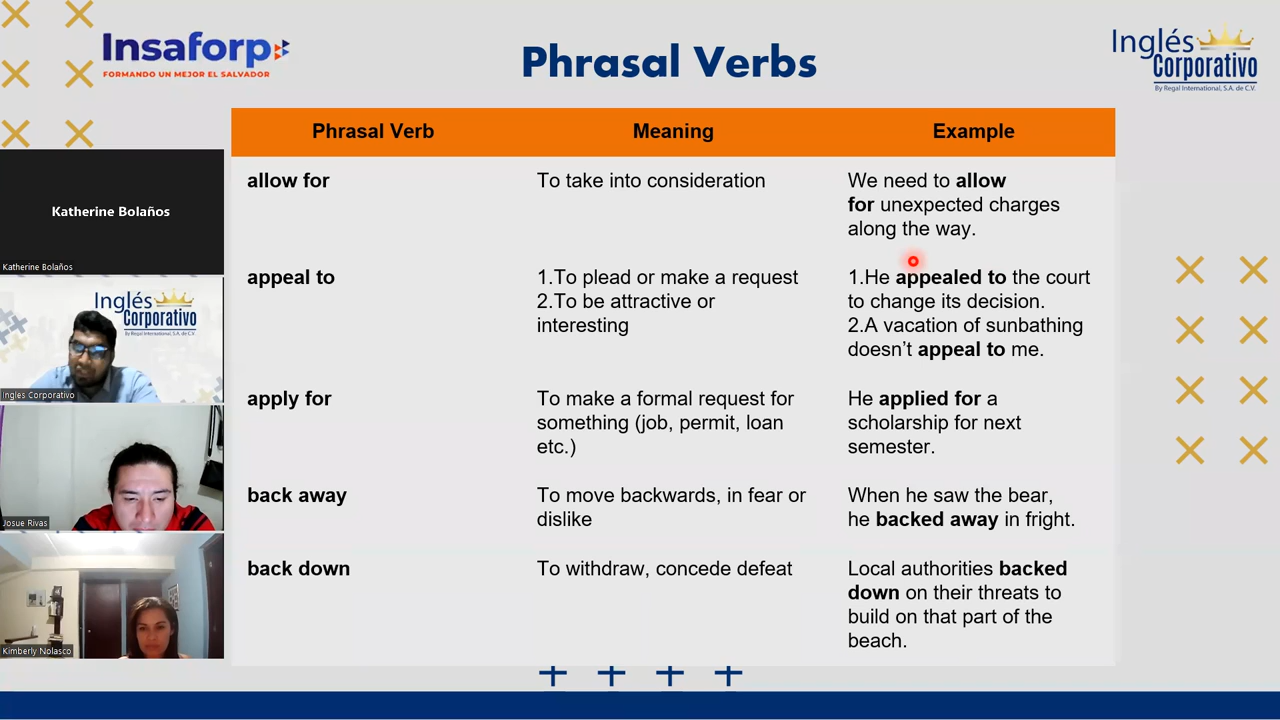 Insaforp
FORMANDO UN MEJOR EL SALVADOR
Phrasal Verbs
Inglés
Corporativo
By Regal International, S.A. de C.V.
Phrasal Verb Meaning Example
allow for
To take into consideration
We need to allow
for unexpected charges
along the way.
appeal to
1.To plead or make a request
2.To be attractive or
interesting
1.He appealed to the court
to change its decision.
2.A vacation of sunbathing
doesn’t appeal to me.
apply for
To make a formal request for
something (job, permit, loan
etc.)
He applied for a
scholarship for next
semester.
back away
To move backwards, in fear or
dislike
When he saw the bear,
he backed away in fright.
back down
To withdraw, concede defeat
Local authorities backed
down on their threats to
build on that part of the
beach.
Katherine Bolaños
Katherine Bolaños
Inglés
Corporativo
By Regal International, S.A. de C.V.
Ingles Corporativo
Josue Rivas
Kimberly Nolasco